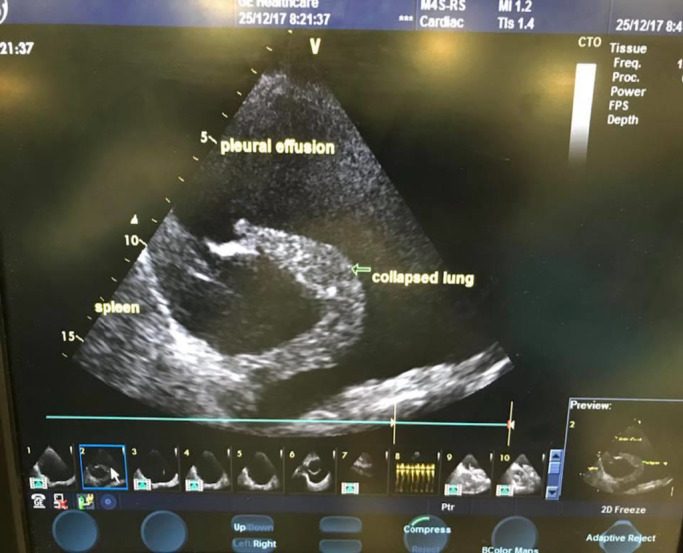 GE Healthcare
25/12/17 8:21:37
M4S-RS
*** Cardiac
MI 1.2
TIs 1.4
25/12/17 8:4
21:37
V
CTO
Tissue
Freq. 1
Proc.
Power
FPS
Depth
5
pleural effusion
10
collapsed lung
spleen
15
Preview:
2
1 2 3 4 5 6 7 8 9 10
Ptr
2D Freeze
Up/Down
Left/Right
Compress
Reject
BColor Maps
Adaptive Reject